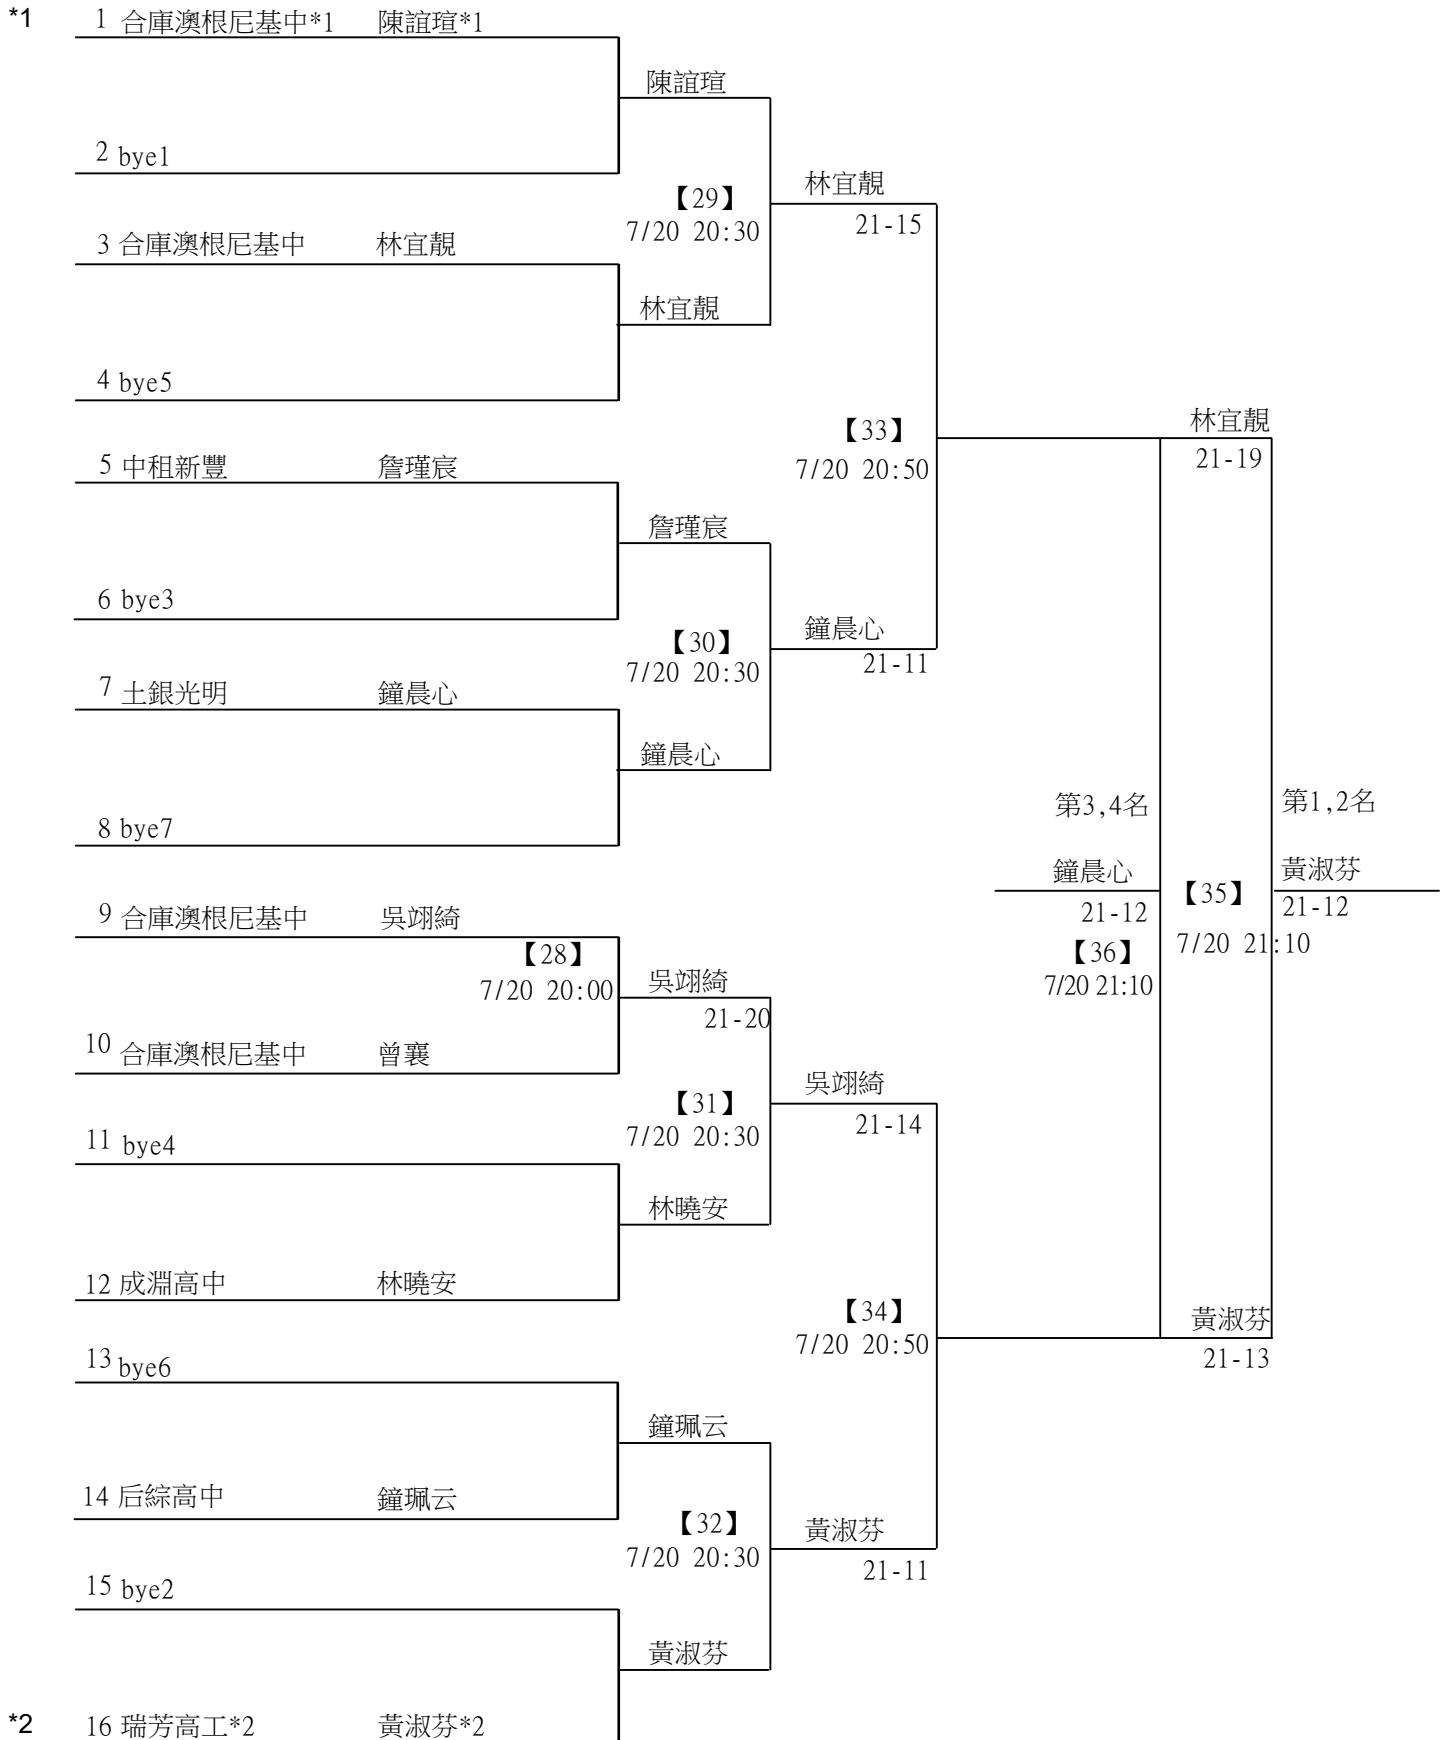 *1 1 合庫澳根尼基中*1 陳誼瑄*1
陳誼瑄
2 bye1
林宜靚
【29】
7/20 20:30
21-15
3 合庫澳根尼基中 林宜靚
林宜靚
4 bye5
林宜靚
【33】
21-19
5 中租新豐 詹瑾宸
7/20 20:50
詹瑾宸
6 bye3
鐘晨心
【30】
7/20 20:30
21-11
7 土銀光明 鐘晨心
鐘晨心
第3,4名
第1,2名
8 bye7
鐘晨心
黃淑芬
【35】
21-12
21-12
9 合庫澳根尼基中 吳翊綺
【28】
【36】
7/20 21:10
7/20 20:00
吳翊綺
7/20 21:10
21-20
10 合庫澳根尼基中 曾襄
吳翊綺
【31】
7/20 20:30
21-14
11 bye4
林曉安
12 成淵高中 林曉安
【34】
黃淑芬
7/20 20:50
21-13
13 bye6
鐘珮云
14 后綜高中 鐘珮云
【32】
黃淑芬
7/20 20:30
21-11
15 bye2
黃淑芬
*2 16 瑞芳高工*2 黃淑芬*2